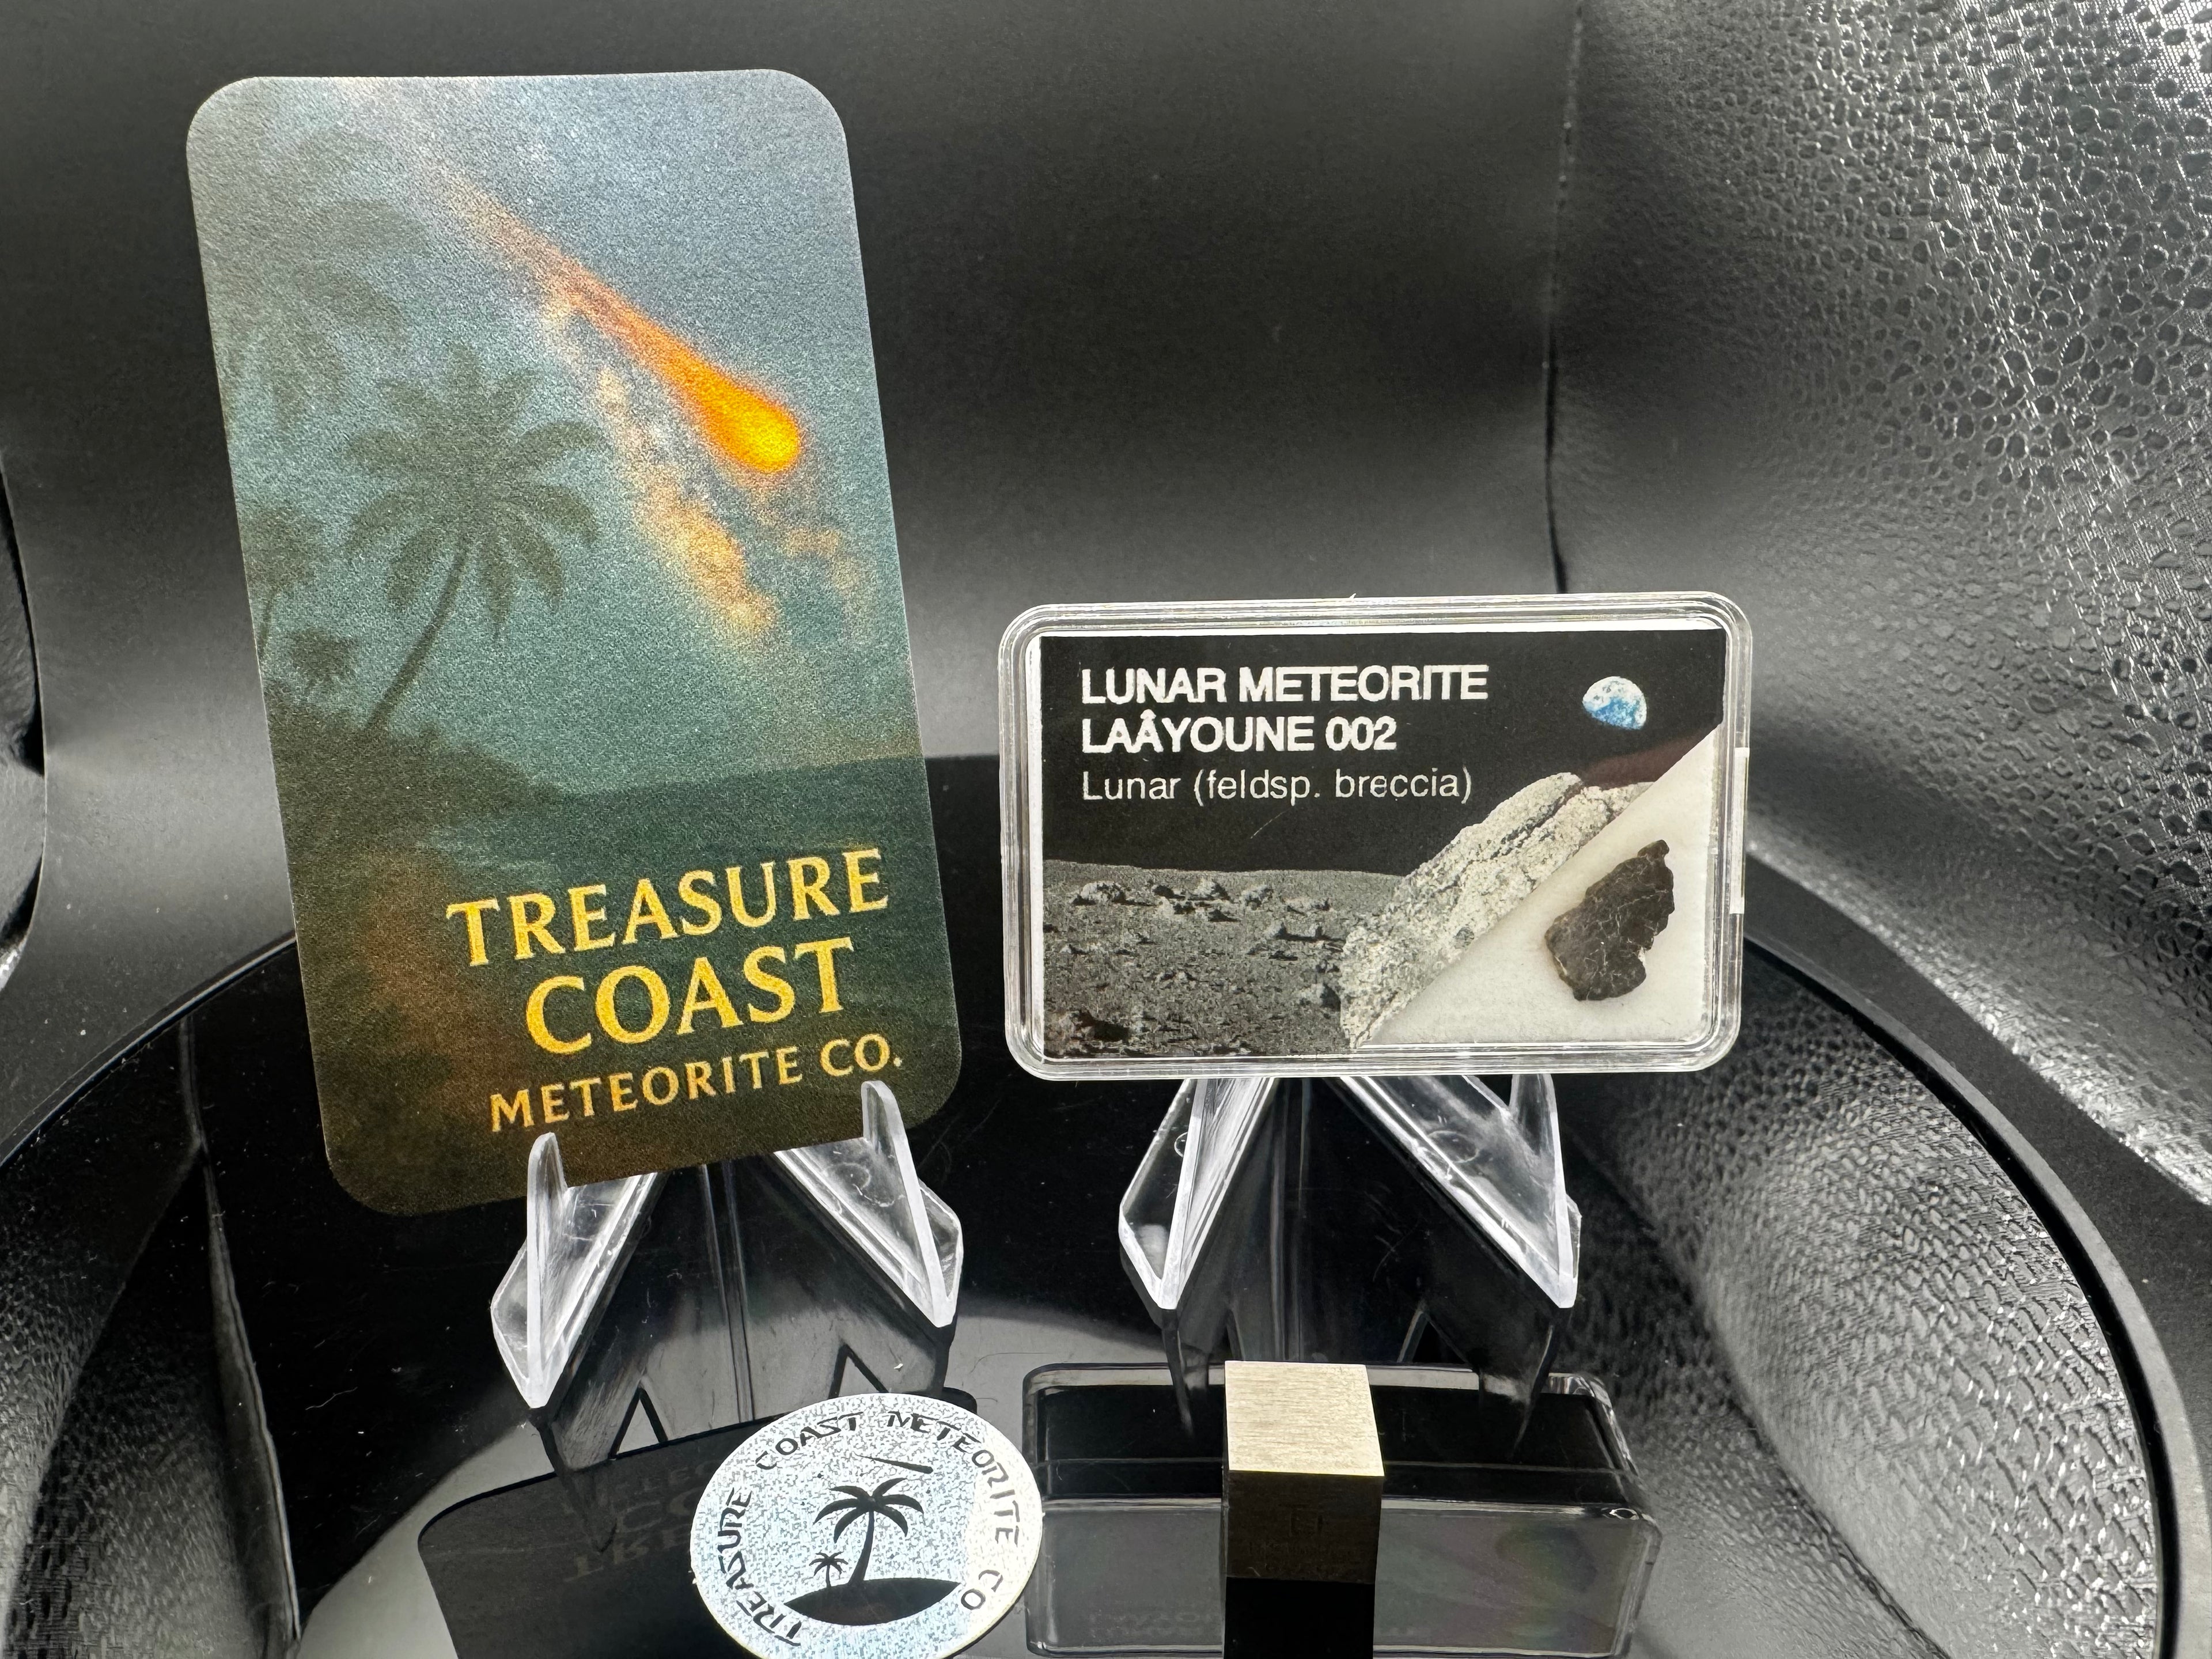 TREASURE
COAST
METEORITE CO.
LUNAR METEORITE
LAÂYOUNE 002
Lunar (feldsp. breccia)
TREASURE COAST METEORITE CO